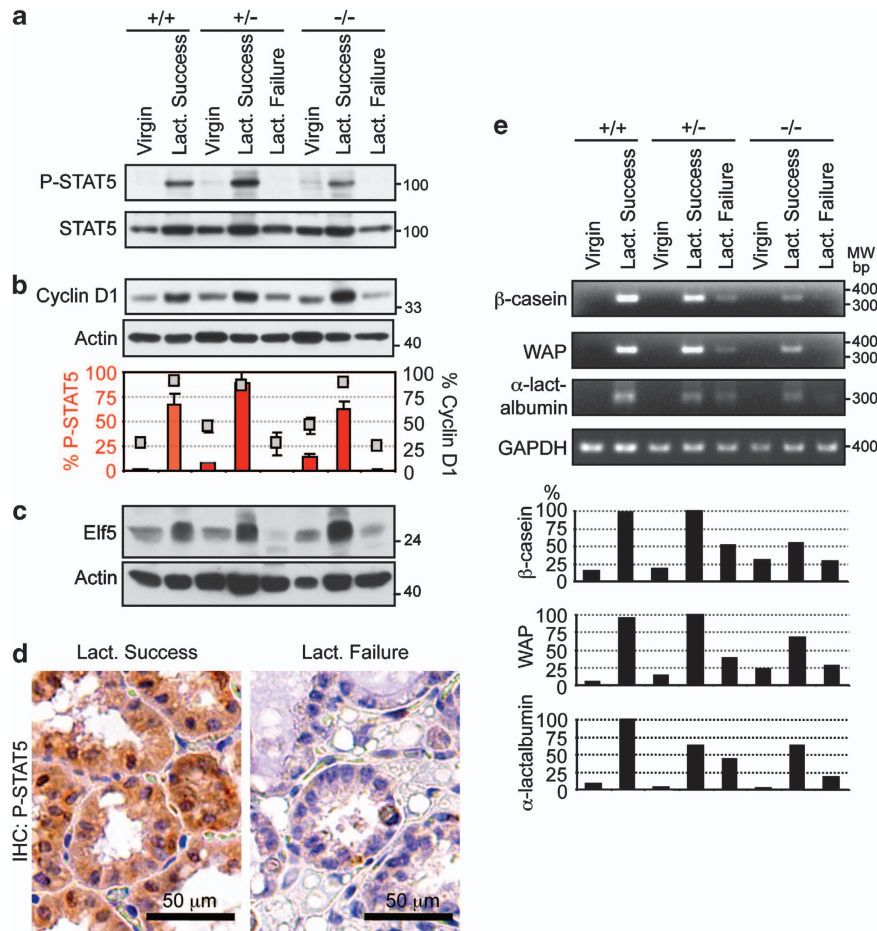 a
+/+ +/- -/-
Virgin
Lact. Success
Virgin
Lact. Success
Lact. Failure
Virgin
Lact. Success
Lact. Failure
P-STAT5 100
STAT5 100
b
Cyclin D1 33
Actin 40
% P-STAT5
100
75
50
25
0
100
75
50
25
0
% Cyclin D1
c
Elf5 24
Actin 40
d
Lact. Success Lact. Failure
IHC: P-STAT5
50 μm 50 μm
e
+/+ +/- -/-
Virgin
Lact. Success
Virgin
Lact. Success
Lact. Failure
Virgin
Lact. Success
Lact. Failure
MW
bp
β-casein 400
300
WAP 400
300
α-lact-
albumin 300
GAPDH 400
%
β-casein
100
75
50
25
0
WAP
100
75
50
25
0
α-lactalbumin
100
75
50
25
0